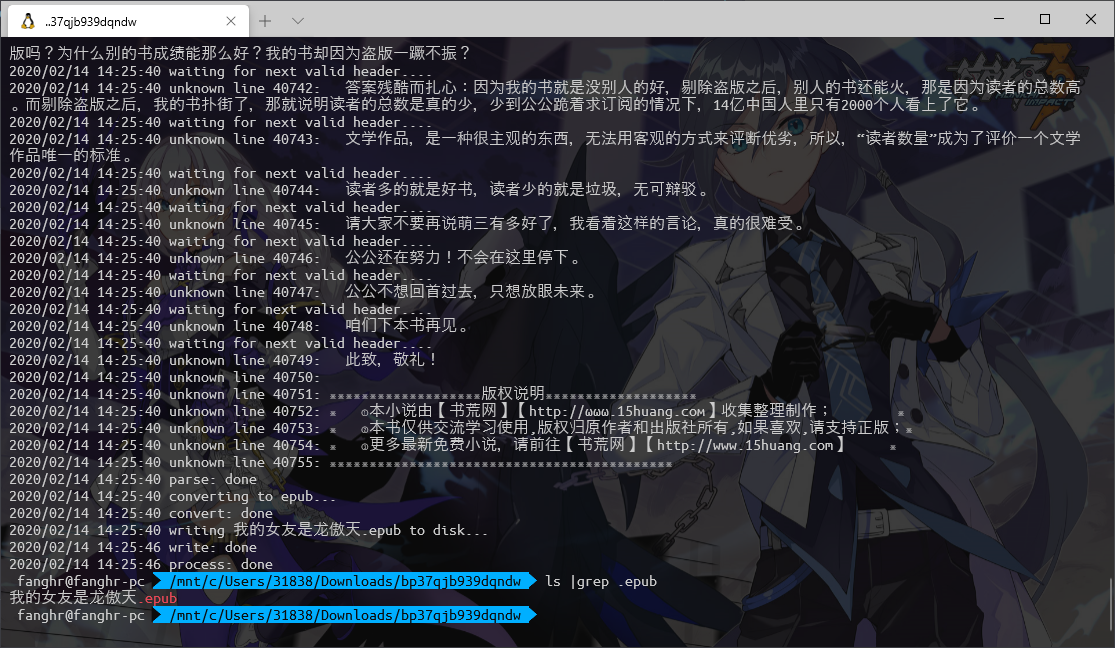 ..37qjb939dqndw
版吗？为什么别的书成绩能那么好？我的书却因为盗版一蹶不振？
2020/02/14 14:25:40 waiting for next valid header....
2020/02/14 14:25:40 unknown line 40742: 答案残酷而扎心：因为我的书就是没别人的好，剔除盗版之后，别人的书还能火，那是因为读者的总数高
。而剔除盗版之后，我的书扑街了，那就说明读者的总数是真的少，少到公公跪着求订阅的情况下，14亿中国人里只有2000个人看上了它。
2020/02/14 14:25:40 waiting for next valid header....
2020/02/14 14:25:40 unknown line 40743: 文学作品，是一种很主观的东西，无法用客观的方式来评断优劣，所以，“读者数量”成为了评价一个文学
作品唯一的标准。
2020/02/14 14:25:40 waiting for next valid header....
2020/02/14 14:25:40 unknown line 40744: 读者多的就是好书，读者少的就是垃圾，无可辩驳。
2020/02/14 14:25:40 waiting for next valid header....
2020/02/14 14:25:40 unknown line 40745: 请大家不要再说萌三有多好了，我看着这样的言论，真的很难受。
2020/02/14 14:25:40 waiting for next valid header....
2020/02/14 14:25:40 unknown line 40746: 公公还在努力！不会在这里停下。
2020/02/14 14:25:40 waiting for next valid header....
2020/02/14 14:25:40 unknown line 40747: 公公不想回首过去，只想放眼未来。
2020/02/14 14:25:40 waiting for next valid header....
2020/02/14 14:25:40 unknown line 40748: 咱们下本书再见。
2020/02/14 14:25:40 waiting for next valid header....
2020/02/14 14:25:40 unknown line 40749: 此致，敬礼！
2020/02/14 14:25:40 unknown line 40750:
2020/02/14 14:25:40 unknown line 40751: *******************版权说明*******************
2020/02/14 14:25:40 unknown line 40752: * ⊙本小说由【书荒网】【http://ωωω.15huang.coм】收集整理制作； *
2020/02/14 14:25:40 unknown line 40753: * ⊙本书仅供交流学习使用,版权归原作者和出版社所有,如果喜欢,请支持正版；*
2020/02/14 14:25:40 unknown line 40754: * ⊙更多最新免费小说，请前往【书荒网】【http://www.15huang.com】 *
2020/02/14 14:25:40 unknown line 40755: *******************************************
2020/02/14 14:25:40 parse: done
2020/02/14 14:25:40 converting to epub...
2020/02/14 14:25:40 convert: done
2020/02/14 14:25:40 writing 我的女友是龙傲天.epub to disk...
2020/02/14 14:25:46 write: done
2020/02/14 14:25:46 process: done
fanghr@fanghr-pc /mnt/c/Users/31838/Downloads/bp37qjb939dqndw ls |grep .epub
我的女友是龙傲天.epub
fanghr@fanghr-pc /mnt/c/Users/31838/Downloads/bp37qjb939dqndw